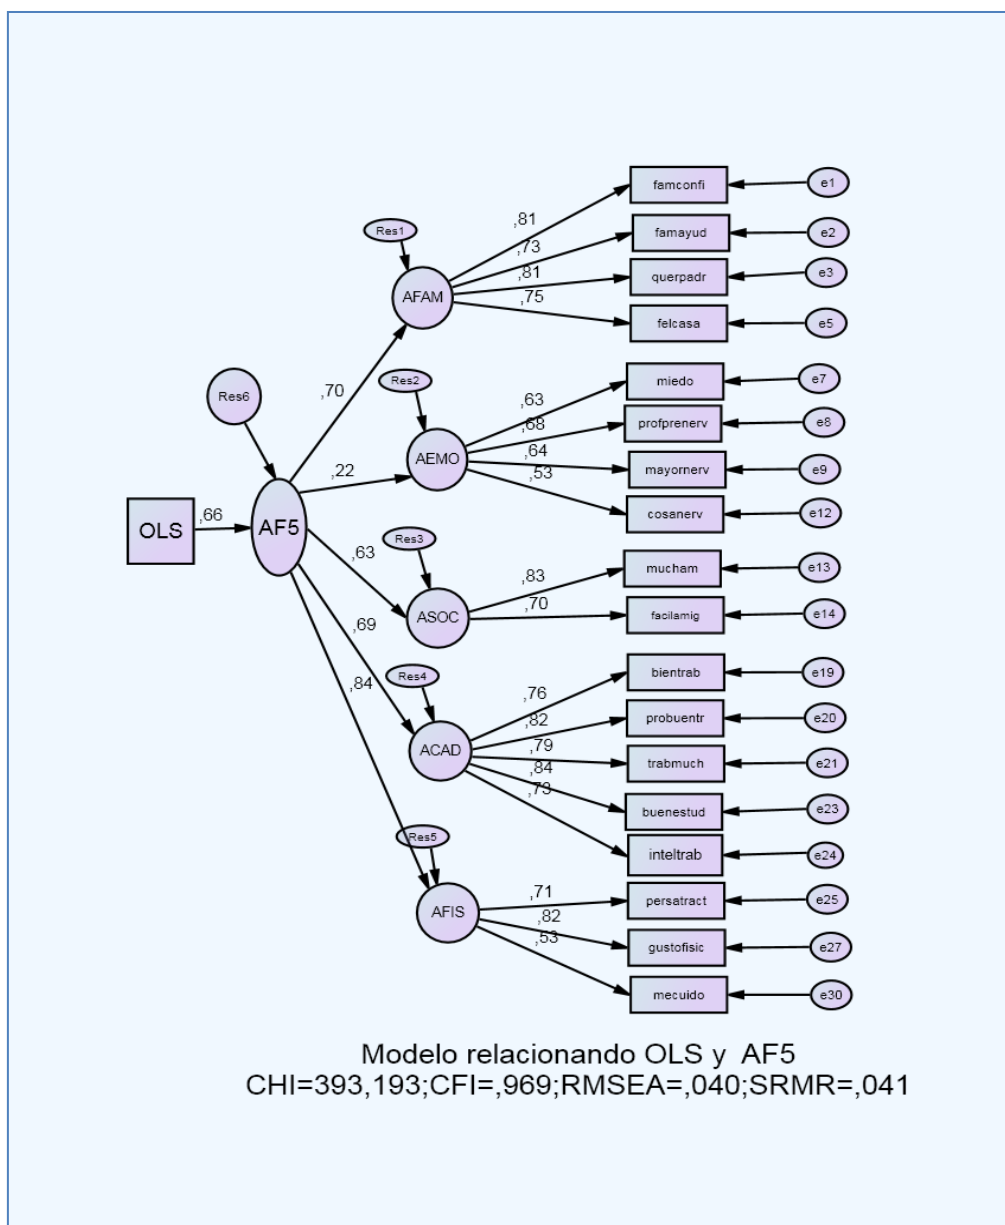 famconfi
e1
,81
Res1
famayud
e2
,73
,81
querpadr
e3
AFAM
,75
felcasa
e5
Res6
,70
Res2
miedo
e7
,63
,68
profprenerv
e8
AEMO
,64
mayornerv
e9
,22
,53
cosanerv
e12
OLS
,66
AF5
Res3
,63
mucham
e13
,83
,70
facilamig
e14
ASOC
,69
Res4
bientrab
e19
,84
,76
,82
probuentr
e20
ACAD
,79
trabmuch
e21
,84
,73
buenestud
e23
Res5
inteltrab
e24
,71
persatract
e25
AFIS
,82
gustofisic
e27
,53
mecuido
e30
Modelo relacionando OLS y AF5
CHI=393,193;CFI=,969;RMSEA=,040;SRMR=,041